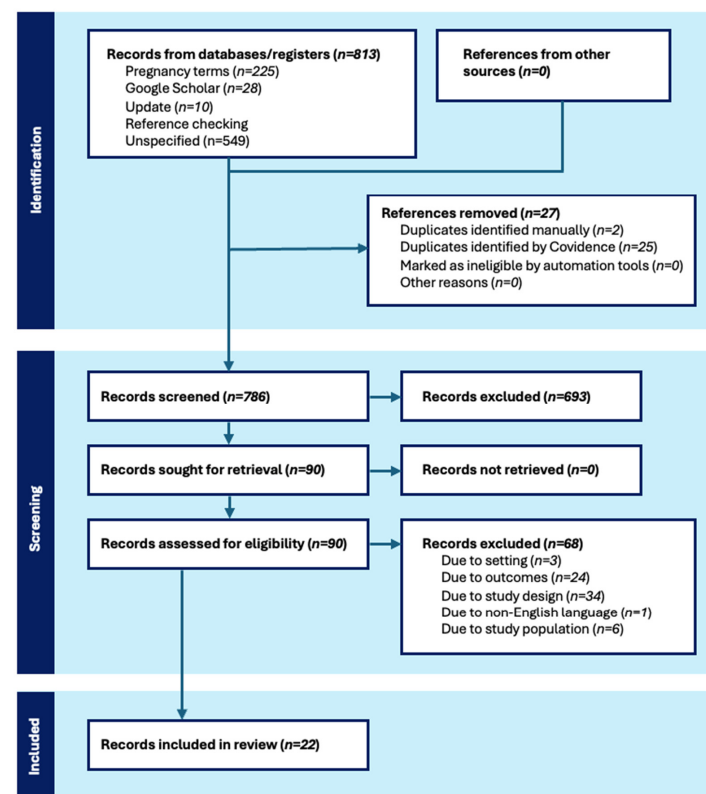 Identification
Records from databases/registers (n=813)
Pregnancy terms (n=225)
Google Scholar (n=28)
Update (n=10)
Reference checking
Unspecified (n=549)
References from other
sources (n=0)
References removed (n=27)
Duplicates identified manually (n=2)
Duplicates identified by Covidence (n=25)
Marked as ineligible by automation tools (n=0)
Other reasons (n=0)
Screening
Records screened (n=786)
Records excluded (n=693)
Records sought for retrieval (n=90)
Records not retrieved (n=0)
Records assessed for eligibility (n=90)
Records excluded (n=68)
Due to setting (n=3)
Due to outcomes (n=24)
Due to study design (n=34)
Due to non-English language (n=1)
Due to study population (n=6)
Included
Records included in review (n=22)